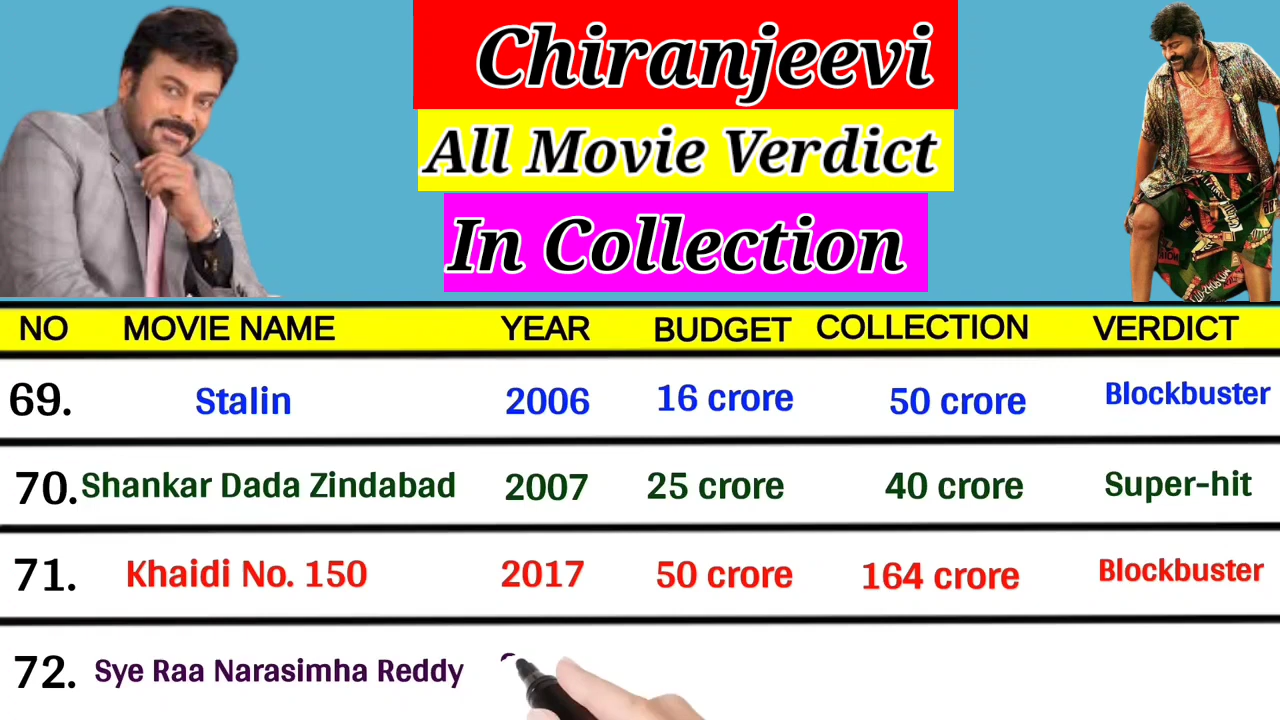 Chiranjeevi
All Movie Verdict
In Collection
NO MOVIE NAME YEAR BUDGET COLLECTION VERDICT
69. Stalin 2006 16 crore 50 crore Blockbuster
70. Shankar Dada Zindabad 2007 25 crore 40 crore Super-hit
71. Khaidi No. 150 2017 50 crore 164 crore Blockbuster
72. Sye Raa Narasimha Reddy